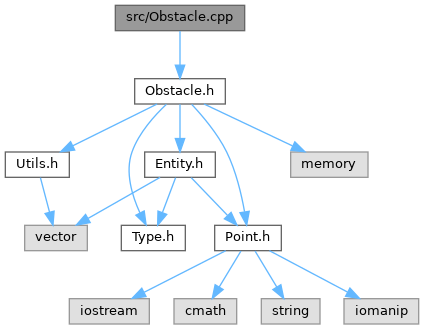 src/Obstacle.cpp
Obstacle.h
Utils.h
Entity.h
memory
vector
Type.h
Point.h
iostream
cmath
string
iomanip